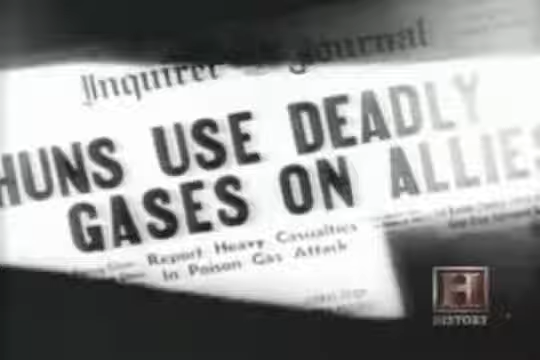 Inquirer Journal
HUNS USE DEADLY
GASES ON ALLIES
Report Heavy Casualties
In Poison Gas Attack
H
HISTORY